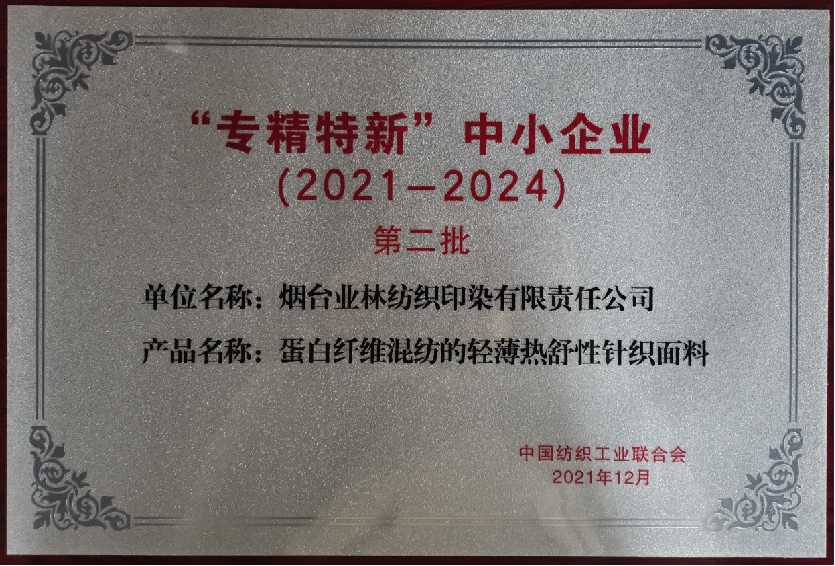 “专精特新”中小企业
(2021—2024)
第二批
单位名称：烟台业林纺织印染有限责任公司
产品名称：蛋白纤维混纺的轻薄热舒性针织面料
中国纺织工业联合会
2021年12月